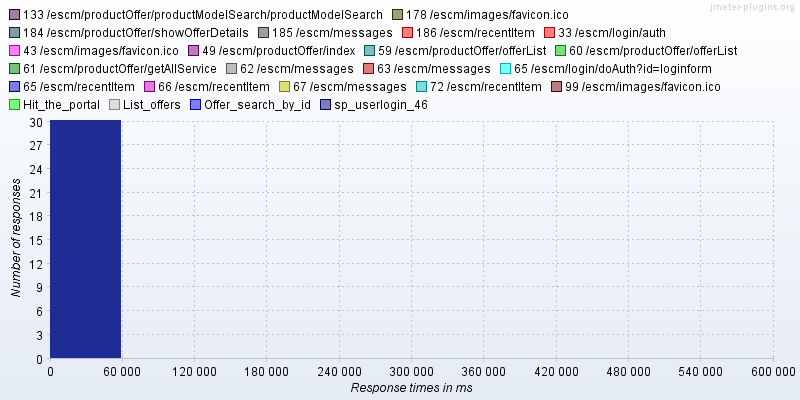 jmeter-plugins.org
133 /escm/productOffer/productModelSearch/productModelSearch 178 /escm/images/favicon.ico
184 /escm/productOffer/showOfferDetails 185 /escm/messages 186 /escm/recentItem 33 /escm/login/auth
43 /escm/images/favicon.ico 49 /escm/productOffer/index 59 /escm/productOffer/offerList 60 /escm/productOffer/offerList
61 /escm/productOffer/getAllService 62 /escm/messages 63 /escm/messages 65 /escm/login/doAuth?id=loginform
65 /escm/recentItem 66 /escm/recentItem 67 /escm/messages 72 /escm/recentItem 99 /escm/images/favicon.ico
Hit_the_portal List_offers Offer_search_by_id sp_userlogin_46
Number of responses
30
27
24
21
18
15
12
9
6
3
0
0 60 000 120 000 180 000 240 000 300 000 360 000 420 000 480 000 540 000 600 000
Response times in ms